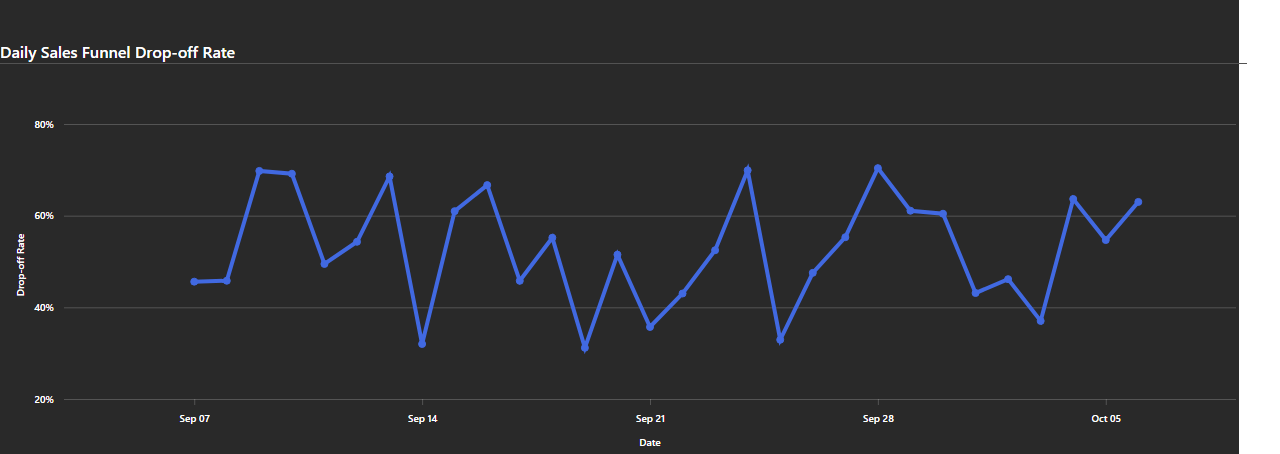 Daily Sales Funnel Drop-off Rate
80%
60%
40%
20%
Drop-off Rate
Sep 07
Sep 14
Sep 21
Sep 28
Oct 05
Date